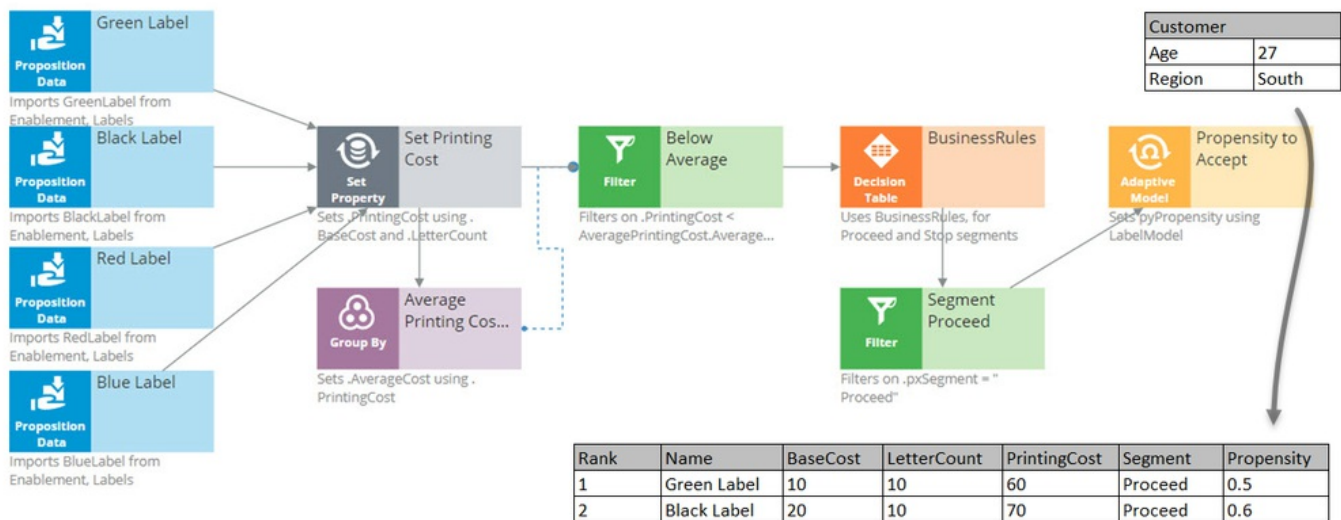 Green Label
Proposition
Data
Imports GreenLabel from
Enablement, Labels
Black Label
Proposition
Data
Imports BlackLabel from
Enablement, Labels
Red Label
Proposition
Data
Imports RedLabel from
Enablement, Labels
Blue Label
Proposition
Data
Imports BlueLabel from
Enablement, Labels
Set Printing
Cost
Set
Property
Sets .PrintingCost using .
BaseCost and .LetterCount
Average
Printing Cos...
Group By
Sets .AverageCost using .
PrintingCost
Below
Average
Filter
Filters on .PrintingCost <
AveragePrintingCost.Average...
BusinessRules
Decision
Table
Uses BusinessRules, for
Proceed and Stop segments
Segment
Proceed
Filter
Filters on .pxSegment = "
Proceed"
Propensity to
Accept
Adaptive
Model
Sets pyPropensity using
LabelModel
Customer
Age 27
Region South
Rank Name BaseCost LetterCount PrintingCost Segment Propensity
1 Green Label 10 10 60 Proceed 0.5
2 Black Label 20 10 70 Proceed 0.6